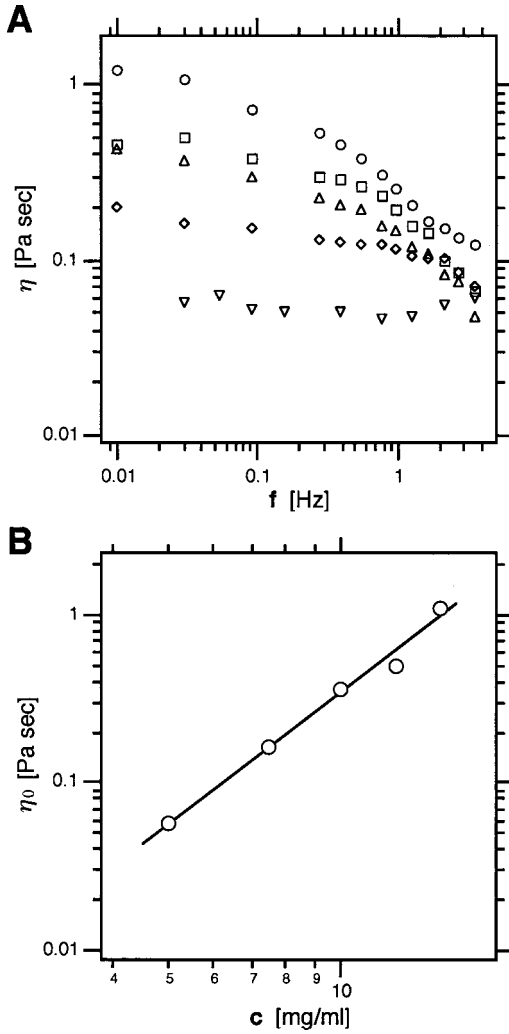 A
1
0.1
0.01
η [Pa sec]
0.01 0.1 1
f [Hz]
B
1
0.1
0.01
η0 [Pa sec]
4 5 6 7 8 9 10
c [mg/ml]